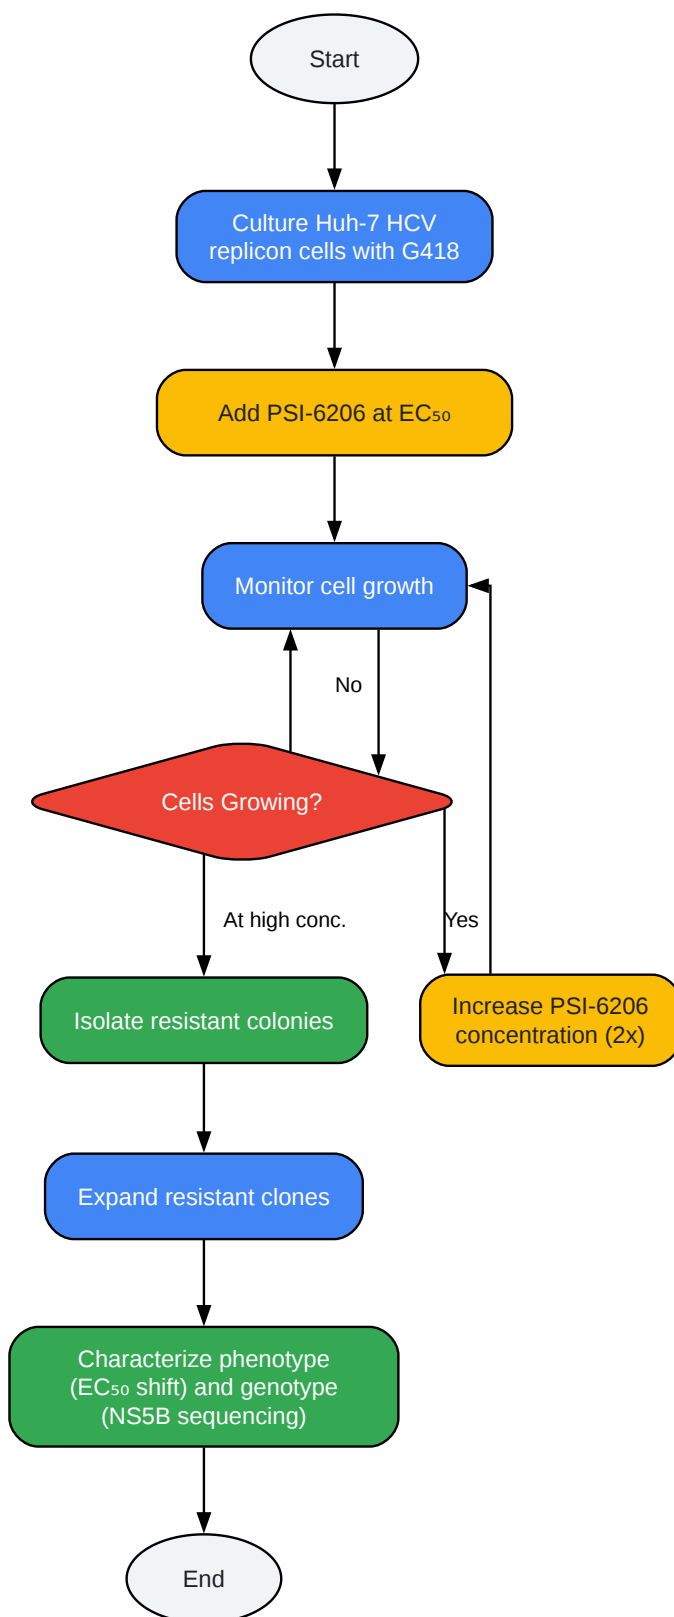 Start
Culture Huh-7 HCV
replicon cells with G418
Add PSI-6206 at EC₅₀
Monitor cell growth
No
Cells Growing?
At high conc.
Yes
Isolate resistant colonies
Increase PSI-6206
concentration (2x)
Expand resistant clones
Characterize phenotype
(EC₅₀ shift) and genotype
(NS5B sequencing)
End